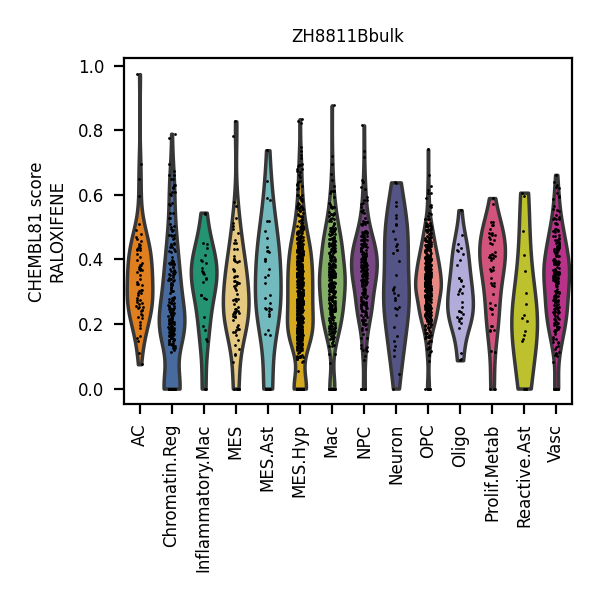 ZH8811Bbulk
CHEMBL81 score
RALOXIFENE
1.0
0.8
0.6
0.4
0.2
0.0
AC
Chromatin.Reg
Inflammatory.Mac
MES
MES.Ast
MES.Hyp
Mac
NPC
Neuron
OPC
Oligo
Prolif.Metab
Reactive.Ast
Vasc